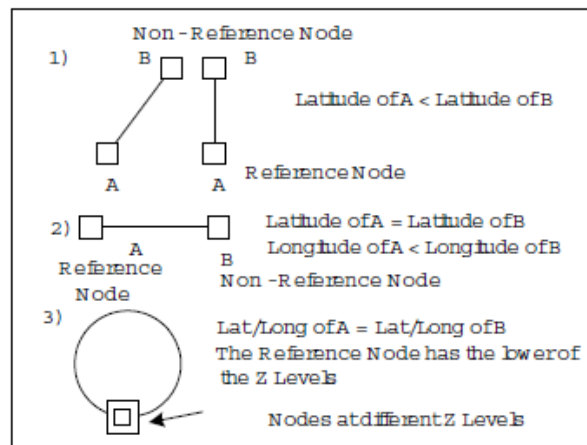 Non-Reference Node
1)
B
B
Latitude of A < Latitude of B
A
A
Reference Node
2)
A
B
Latitude of A = Latitude of B
Longitude of A < Longitude of B
Reference
Node
Non-Reference Node
3)
Lat/Long of A = Lat/Long of B
The Reference Node has the lower of
the Z Levels
Nodes at different Z Levels